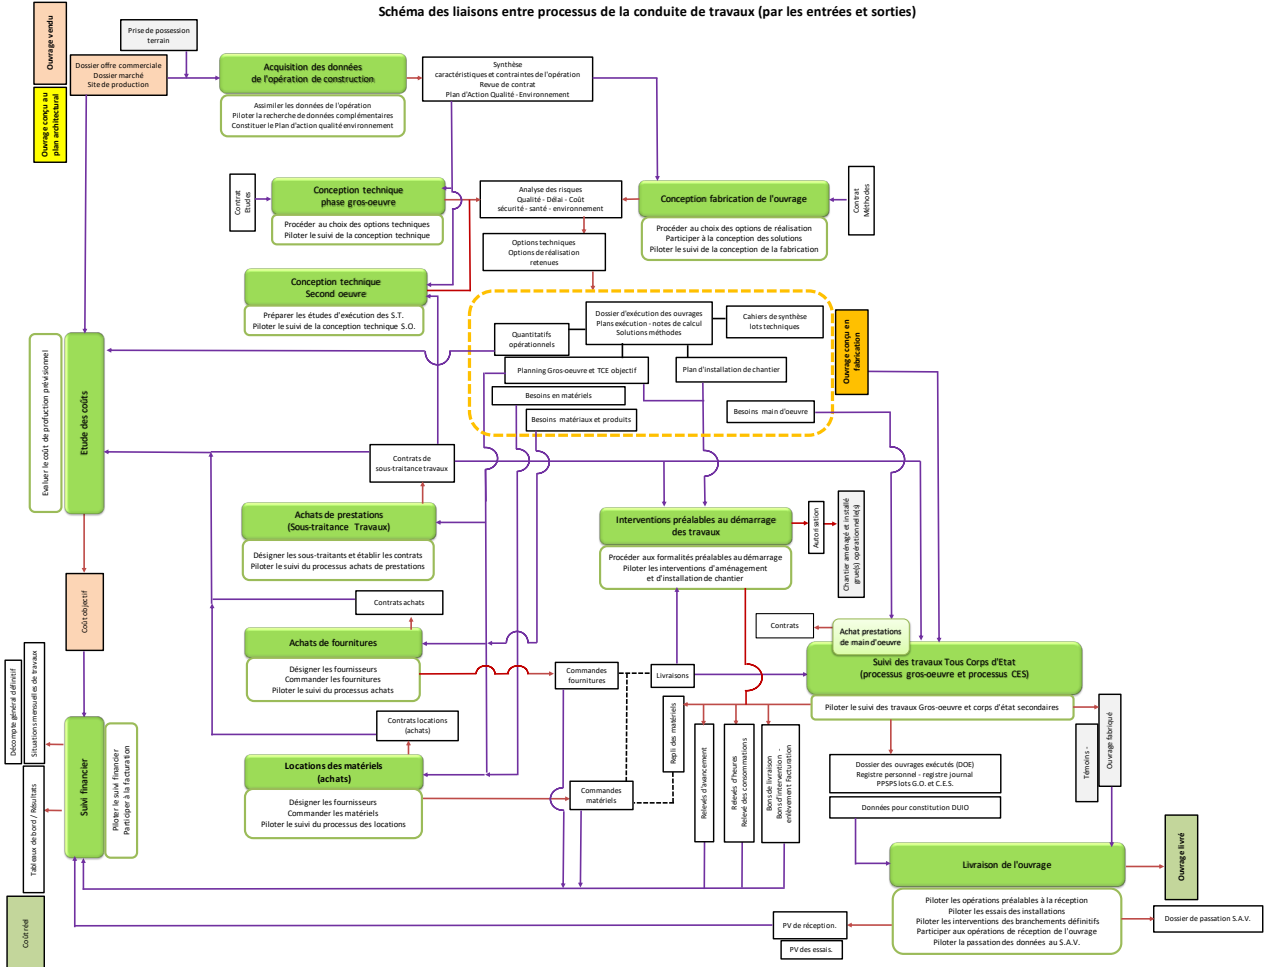 Schéma des liaisons entre processus de la conduite de travaux (par les entrées et sorties)
Ouvrage vendu
Prise de possession
terrain
Dossier offre commerciale
Dossier marché
Site de production
Acquisition des données
de l'opération de construction
Assimiler les données de l'opération
Piloter la recherche de données complémentaires
Constituer le Plan d'action qualité environnement
Synthèse
caractéristiques et contraintes de l'opération
Revue de contrat
Plan d'Action Qualité - Environnement
Ouvrage conçu au
plan architectural
Contrat
Etudes
Conception technique
phase gros-oeuvre
Procéder au choix des options techniques
Piloter le suivi de la conception technique
Analyse des risques
Qualité - Délai - Coût
sécurité - santé - environnement
Conception fabrication de l'ouvrage
Procéder au choix des options de réalisation
Participer à la conception des solutions
Piloter le suivi de la conception de la fabrication
Contrat
Méthodes
Options techniques
Options de réalisation
retenues
Conception technique
Second oeuvre
Préparer les études d'exécution des S.T.
Piloter le suivi de la conception technique S.O.
Dossier d'exécution des ouvrages
Plans exécution - notes de calcul
Solutions méthodes
Cahiers de synthèse
lots techniques
Quantitatifs
opérationnels
Planning Gros-oeuvre et TCE objectif
Plan d'installation de chantier
Besoins en matériels
Besoins matériaux et produits
Besoins main d'oeuvre
Ouvrage conçu en
fabrication
Evaluer le coût de profuction prévisionnel
Etude des coûts
Contrats de
sous-traitance travaux
Achats de prestations
(Sous-traitance Travaux)
Désigner les sous-traitants et établir les contrats
Piloter le suivi du processus achats de prestations
Interventions préalables au démarrage
des travaux
Procéder aux formalités préalables au démarrage
Piloter les interventions d'aménagement
et d'installation de chantier
Autorisation
Chantier aménagé et installé
grue(s) opérationnelle(s)
Coût objectif
Contrats achats
Achats de fournitures
Désigner les fournisseurs
Commander les fournitures
Piloter le suivi du processus achats
Commandes
fournitures
Livraisons
Contrats
Achat prestations
de main d'oeuvre
Suivi des travaux Tous Corps d'Etat
(processus gros-oeuvre et processus CES)
Piloter le suivi des travaux Gros-oeuvre et corps d'état secondaires
Décompte général définitif
Situations mensuelles de travaux
Tableaux de bord / Résultats
Suivi financier
Piloter le suivi financier
Participer à la facturation
Contrats locations
(achats)
Locations des matériels
(achats)
Désigner les fournisseurs
Commander les matériels
Piloter le suivi du processus des locations
Commandes
matériels
Repli des matériels
Relevés d'avancement
Relevés d'heures
Relevé des consommations
Bons de livraison -
Bons d'intervention -
enlèvement Facturation
Dossier des ouvrages exécutés (DOE)
Registre personnel - registre journal
PPSPS lots G.O. et C.E.S.
Données pour constitution DUIO
Témoins -
Ouvrage fabriqué
Livraison de l'ouvrage
Piloter les opérations préalables à la réception
Piloter les essais des installations
Piloter les interventions des branchements définitifs
Participer aux opérations de réception de l'ouvrage
Piloter la passation des données au S.A.V.
Ouvrage livré
Dossier de passation S.A.V.
PV de réception.
PV des essais.
Coût réel